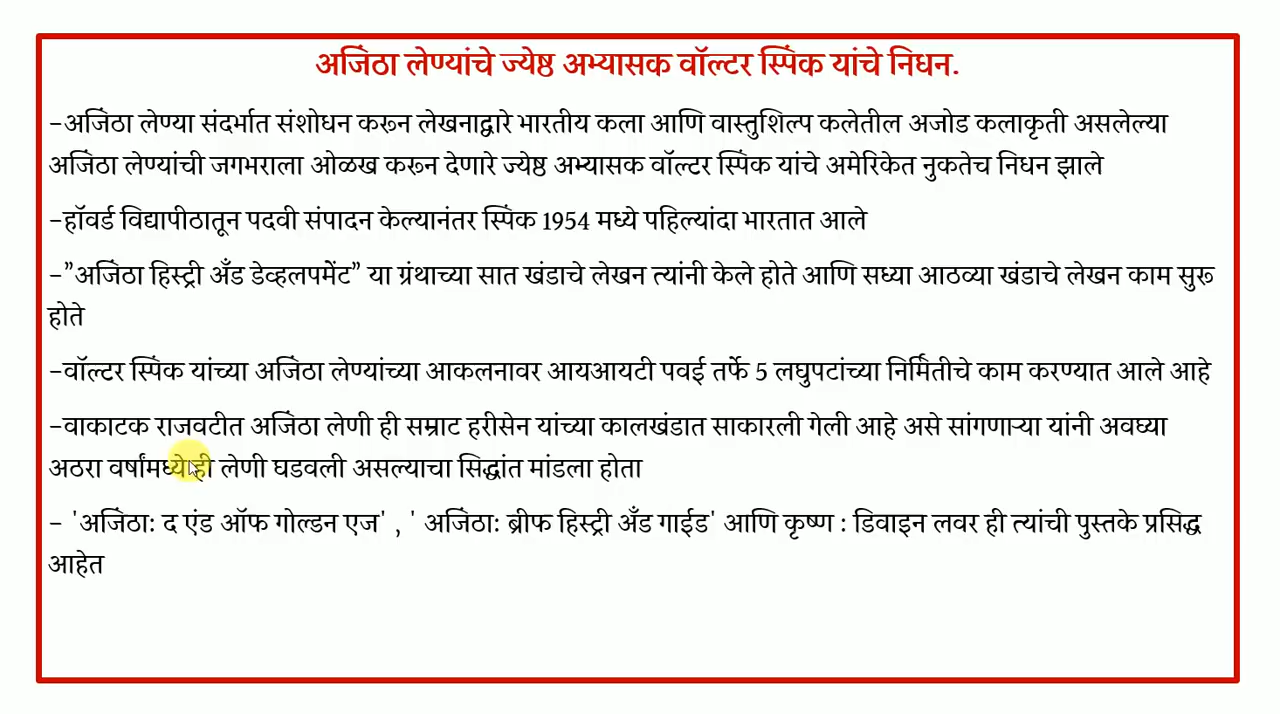 अजिंठा लेण्यांचे ज्येष्ठ अभ्यासक वॉल्टर स्पिंक यांचे निधन.
-अजिंठा लेण्या संदर्भात संशोधन करून लेखनाद्वारे भारतीय कला आणि वास्तुशिल्प कलेतील अजोड कलाकृती असलेल्या
अजिंठा लेण्यांची जगभराला ओळख करून देणारे ज्येष्ठ अभ्यासक वॉल्टर स्पिंक यांचे अमेरिकेत नुकतेच निधन झाले
-हॉवर्ड विद्यापीठातून पदवी संपादन केल्यानंतर स्पिंक 1954 मध्ये पहिल्यांदा भारतात आले
-”अजिंठा हिस्ट्री अँड डेव्हलपमेंट” या ग्रंथाच्या सात खंडाचे लेखन त्यांनी केले होते आणि सध्या आठव्या खंडाचे लेखन काम सुरू
होते
-वॉल्टर स्पिंक यांच्या अजिंठा लेण्यांच्या आकलनावर आयआयटी पवई तर्फे 5 लघुपटांच्या निर्मितीचे काम करण्यात आले आहे
-वाकाटक राजवटीत अजिंठा लेणी ही सम्राट हरीसेन यांच्या कालखंडात साकारली गेली आहे असे सांगणाऱ्या यांनी अवघ्या
अठरा वर्षांमध्ये ही लेणी घडवली असल्याचा सिद्धांत मांडला होता
- 'अजिंठा: द एंड ऑफ गोल्डन एज' , ' अजिंठा: ब्रीफ हिस्ट्री अँड गाईड' आणि कृष्ण : डिवाइन लवर ही त्यांची पुस्तके प्रसिद्ध
आहेत